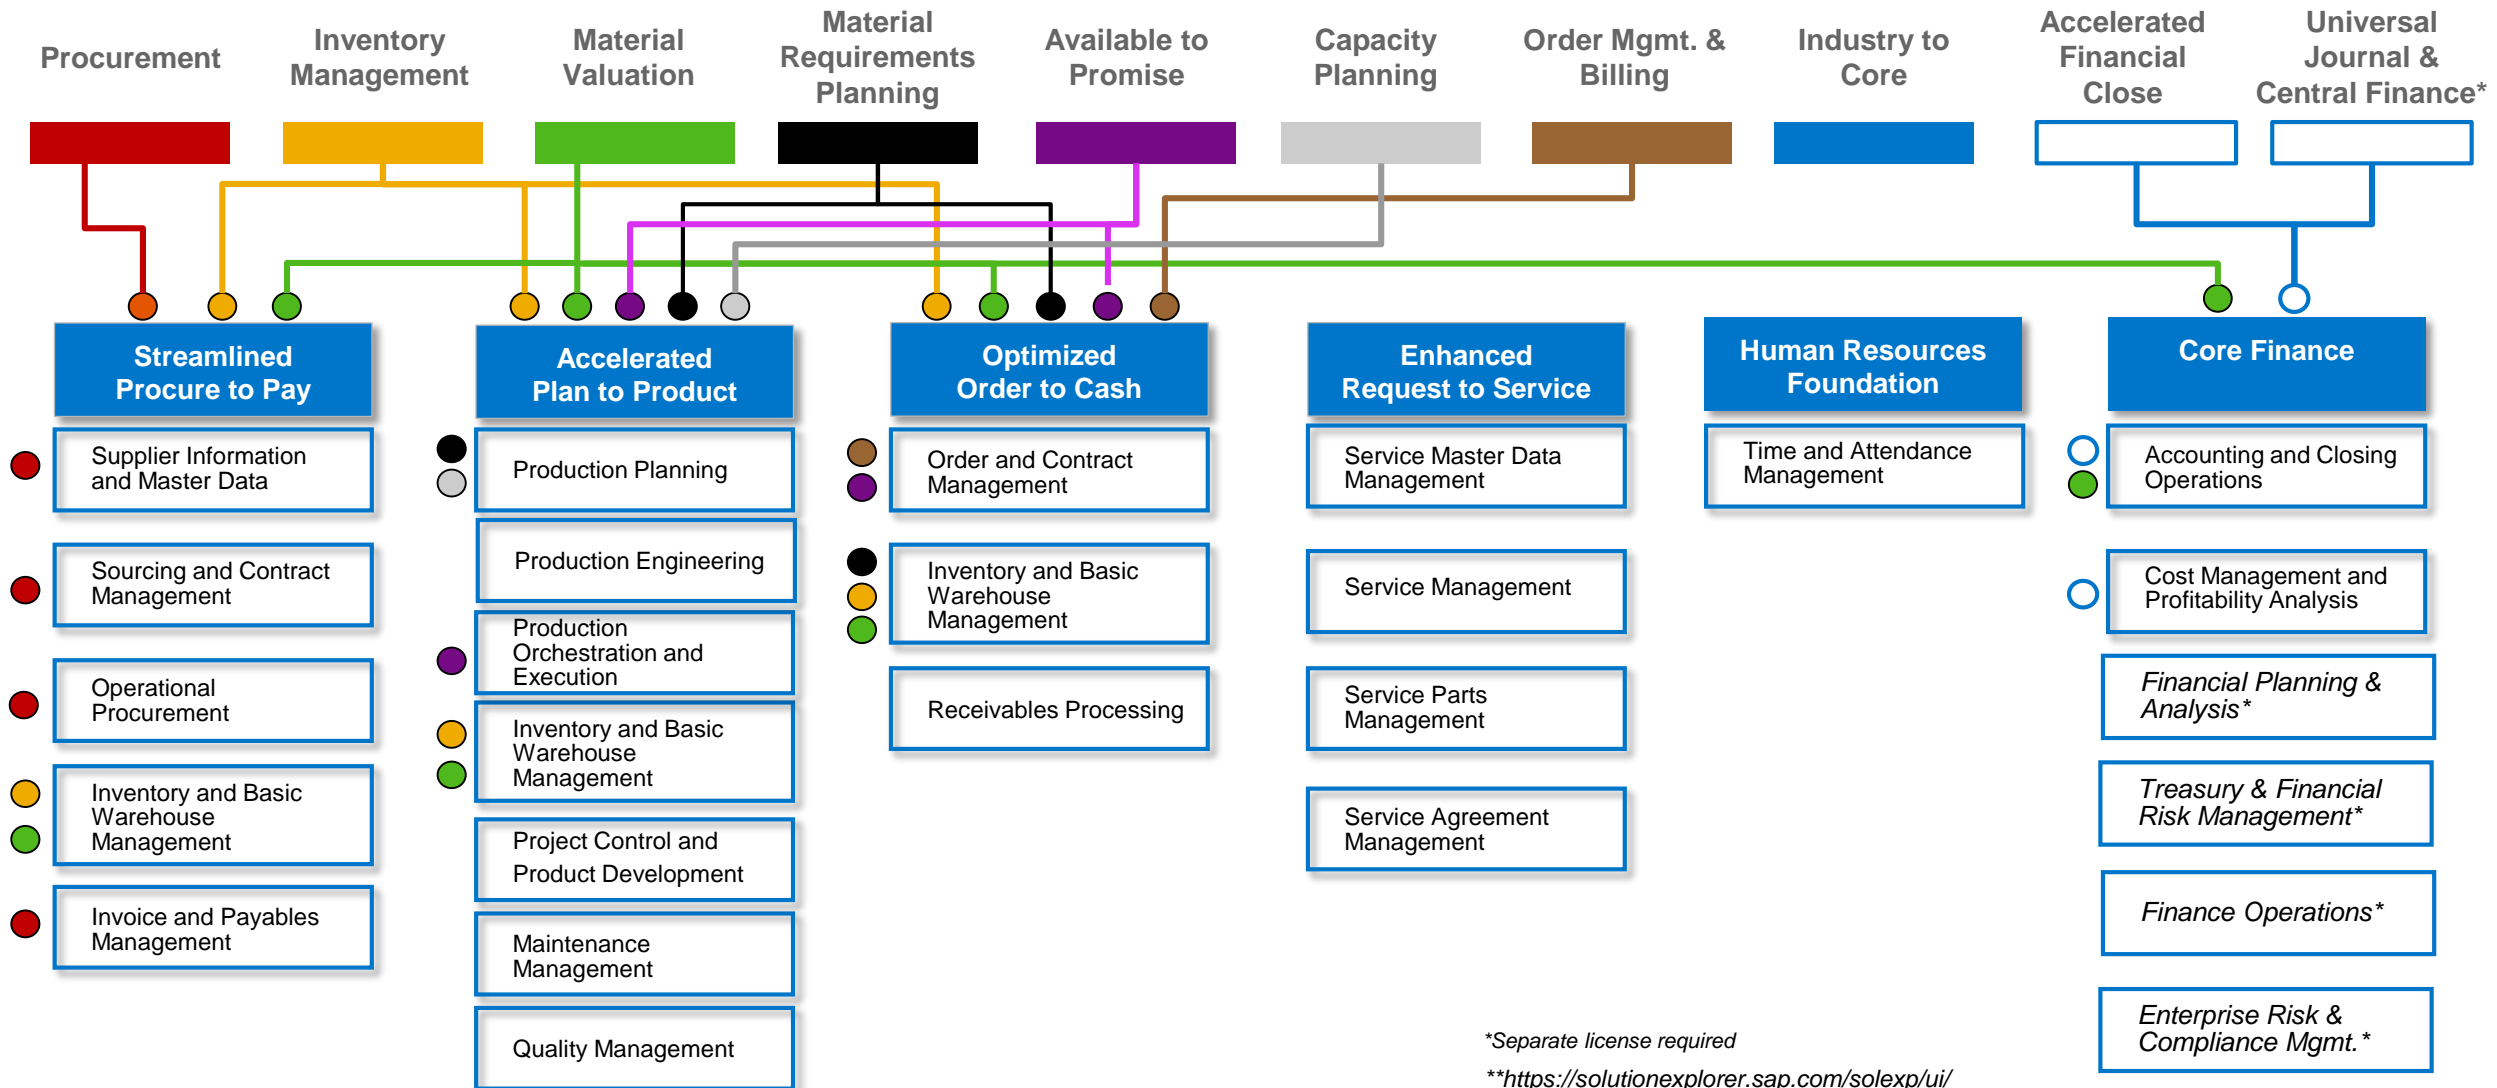 Procurement
Inventory
Management
Material
Valuation
Material
Requirements
Planning
Available to
Promise
Capacity
Planning
Order Mgmt. &
Billing
Industry to
Core
Accelerated
Financial
Close
Universal
Journal &
Central Finance*
Streamlined
Procure to Pay
Supplier Information
and Master Data
Sourcing and Contract
Management
Operational
Procurement
Inventory and Basic
Warehouse
Management
Invoice and Payables
Management
Accelerated
Plan to Product
Production Planning
Production Engineering
Production
Orchestration and
Execution
Inventory and Basic
Warehouse
Management
Project Control and
Product Development
Maintenance
Management
Quality Management
Optimized
Order to Cash
Order and Contract
Management
Inventory and Basic
Warehouse
Management
Receivables Processing
Enhanced
Request to Service
Service Master Data
Management
Service Management
Service Parts
Management
Service Agreement
Management
Human Resources
Foundation
Time and Attendance
Management
Core Finance
Accounting and Closing
Operations
Cost Management and
Profitability Analysis
Financial Planning &
Analysis*
Treasury & Financial
Risk Management*
Finance Operations*
Enterprise Risk &
Compliance Mgmt.*
*Separate license required
**https://solutionexplorer.sap.com/solexp/ui/